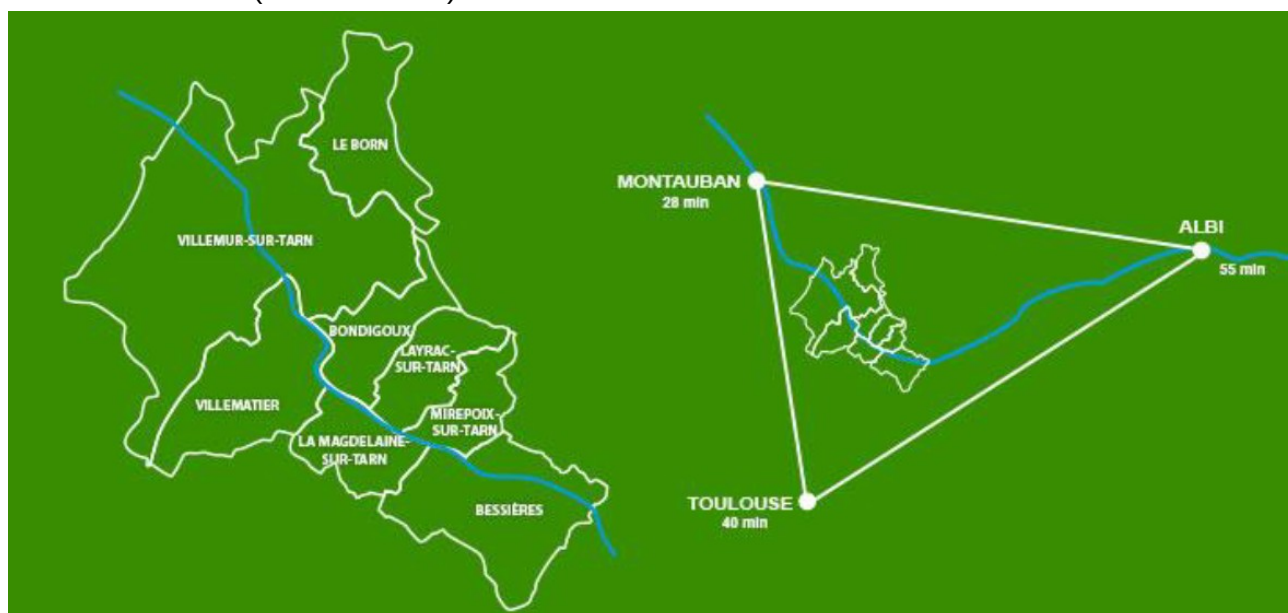 LE BORN
VILLEMUR-SUR-TARN
BONDIGOUX
LAYRAC-
SUR-TARN
VILLEMATIER
MIREPOIX-
SUR-TARN
LA MAGDELAINE-
SUR-TARN
BESSIÈRES
MONTAUBAN
28 min
ALBI
55 min
TOULOUSE
40 min